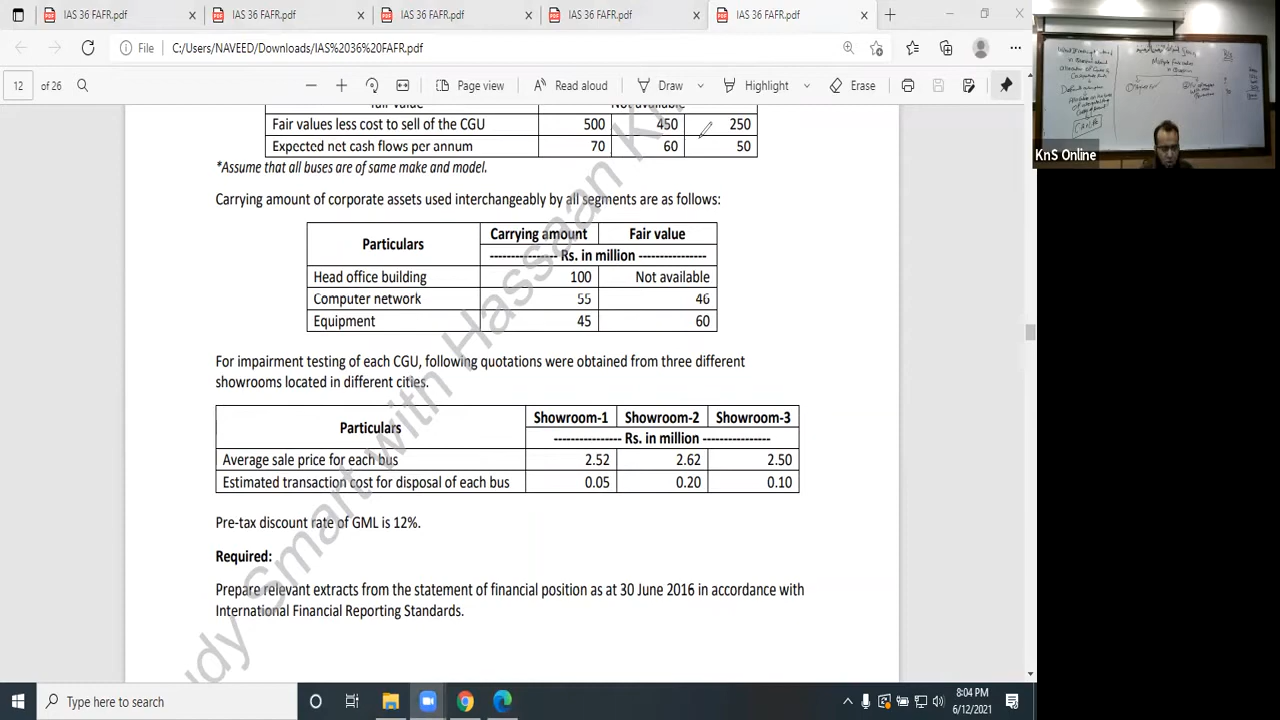 IAS 36 FAFR.pdf
IAS 36 FAFR.pdf
IAS 36 FAFR.pdf
IAS 36 FAFR.pdf
IAS 36 FAFR.pdf
File
C:/Users/NAVEED/Downloads/IAS%2036%20FAFR.pdf
12 of 26
Page view
Read aloud
Draw
Highlight
Erase
Fair value Not available
Fair values less cost to sell of the CGU 500 450 250
Expected net cash flows per annum 70 60 50
*Assume that all buses are of same make and model.
Carrying amount of corporate assets used interchangeably by all segments are as follows:
Particulars Carrying amount Fair value
---------------- Rs. in million ----------------
Head office building 100 Not available
Computer network 55 46
Equipment 45 60
For impairment testing of each CGU, following quotations were obtained from three different
showrooms located in different cities.
Particulars Showroom-1 Showroom-2 Showroom-3
---------------- Rs. in million ----------------
Average sale price for each bus 2.52 2.62 2.50
Estimated transaction cost for disposal of each bus 0.05 0.20 0.10
Pre-tax discount rate of GML is 12%.
Required:
Prepare relevant extracts from the statement of financial position as at 30 June 2016 in accordance with
International Financial Reporting Standards.
udy Smart with Hassaan K
KnS Online
Type here to search
8:04 PM
6/12/2021